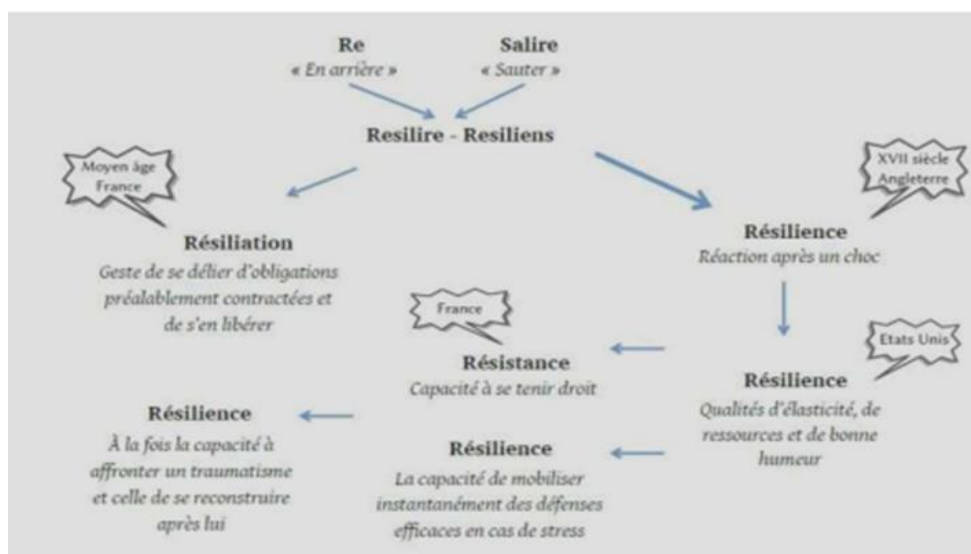 Re
« En arrière »
Salire
« Sauter »
Resilire - Resiliens
Moyen âge
France
XVII siècle
Angleterre
Résiliation
Geste de se délier d'obligations
préalablement contractées et
de s'en libérer
Résilience
Réaction après un choc
France
Résistance
Capacité à se tenir droit
Etats Unis
Résilience
Qualités d'élasticité, de
ressources et de bonne
humeur
Résilience
À la fois la capacité à
affronter un traumatisme
et celle de se reconstruire
après lui
Résilience
La capacité de mobiliser
instantanément des défenses
efficaces en cas de stress